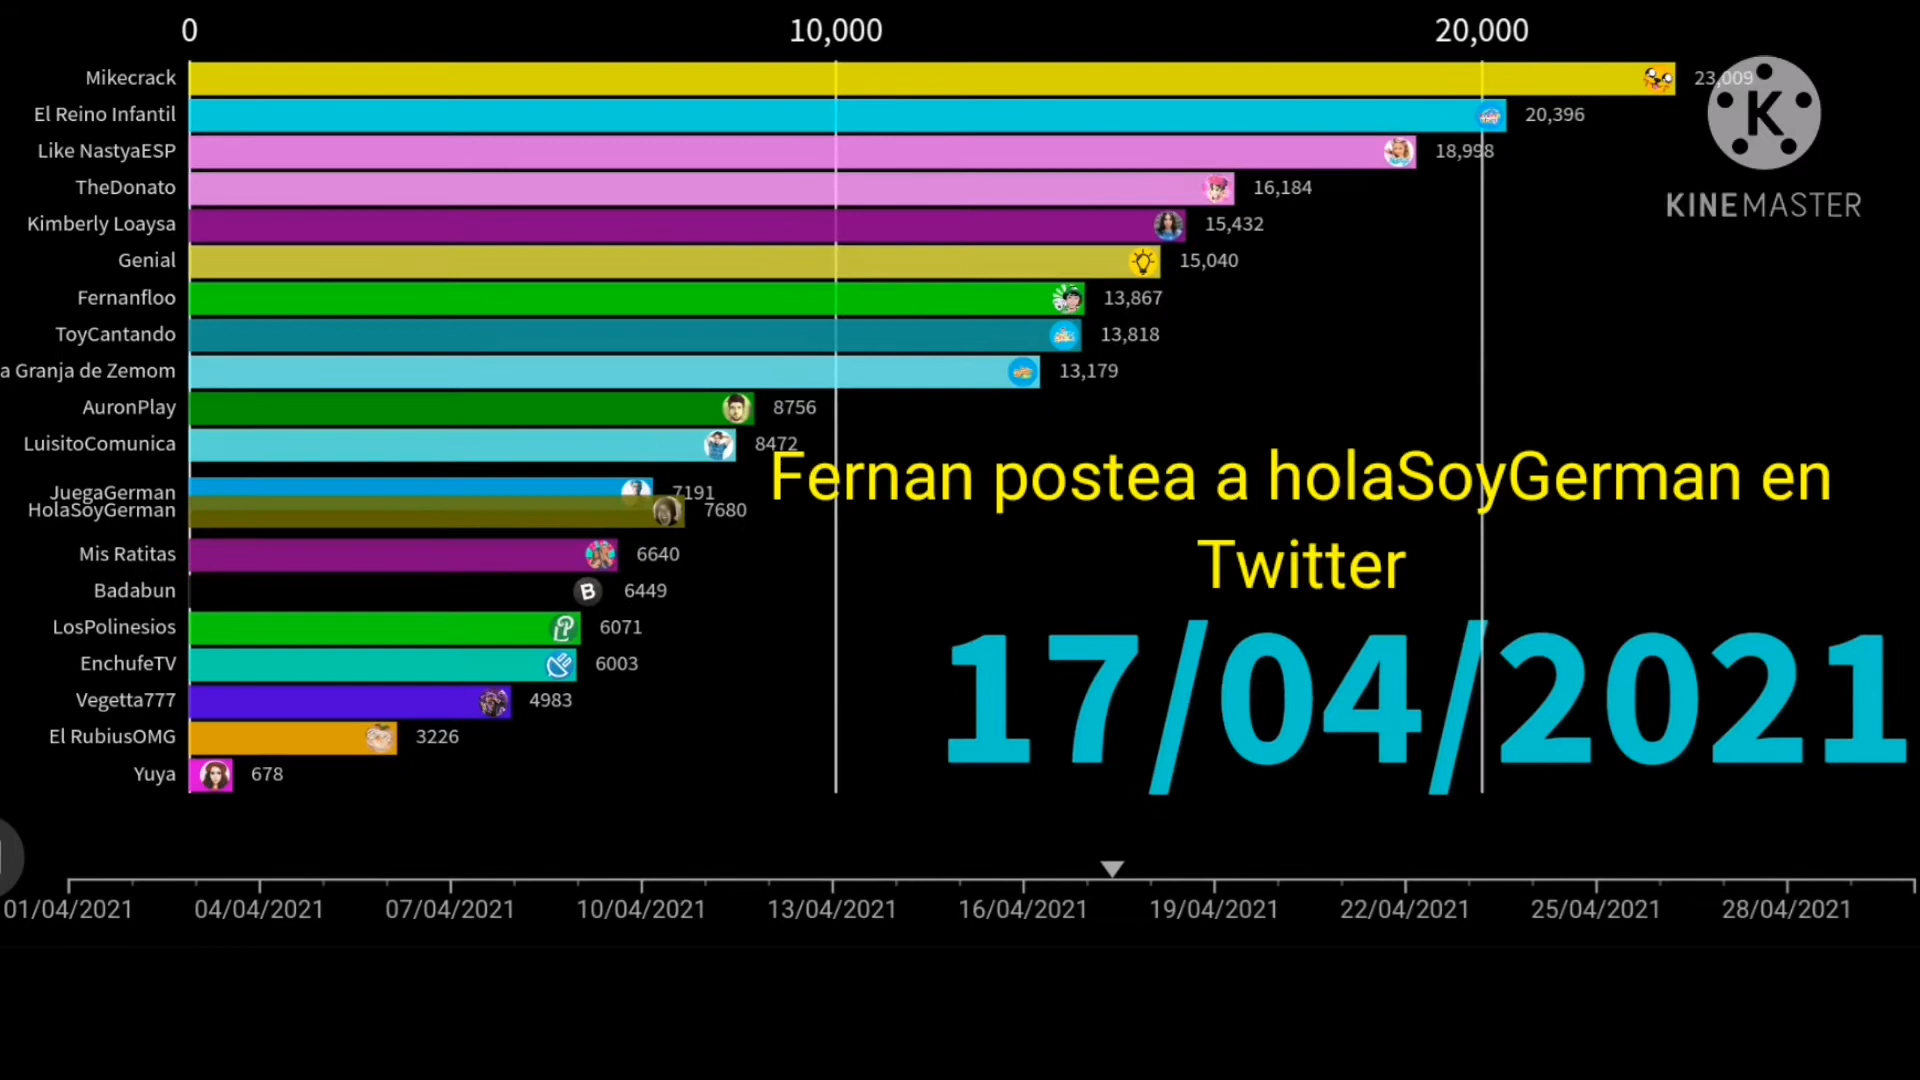 0 10,000 20,000
Mikecrack 23,009
El Reino Infantil 20,396
Like NastyaESP 18,998
TheDonato 16,184
Kimberly Loaysa 15,432
Genial 15,040
Fernanfloo 13,867
ToyCantando 13,818
a Granja de Zemom 13,179
AuronPlay 8756
LuisitoComunica 8472
JuegaGerman 7191
HolaSoyGerman 7680
Mis Ratitas 6640
Badabun B 6449
LosPolinesios 6071
EnchufeTV 6003
Vegetta777 4983
El RubiusOMG 3226
Yuya 678
K
KINEMASTER
Fernan postea a holaSoyGerman en
Twitter
17/04/2021
01/04/2021 04/04/2021 07/04/2021 10/04/2021 13/04/2021 16/04/2021 19/04/2021 22/04/2021 25/04/2021 28/04/2021